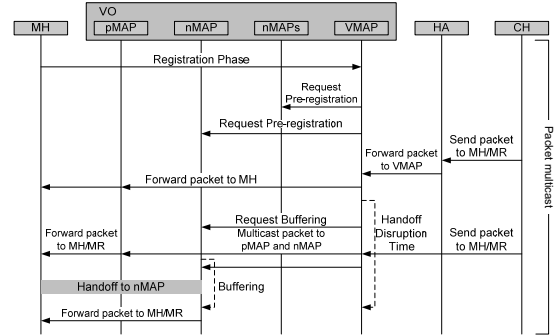 VO
MH
pMAP
nMAP
nMAPs
VMAP
HA
CH
Registration Phase
Request
Pre-registration
Request Pre-registration
Send packet
to MH/MR
Forward packet
to VMAP
Forward packet to MH
Request Buffering
Multicast packet to
pMAP and nMAP
Handoff
Disruption
Time
Send packet
to MH/MR
Forward packet
to MH/MR
Handoff to nMAP
Buffering
Forward packet to MH/MR
Packet multicast